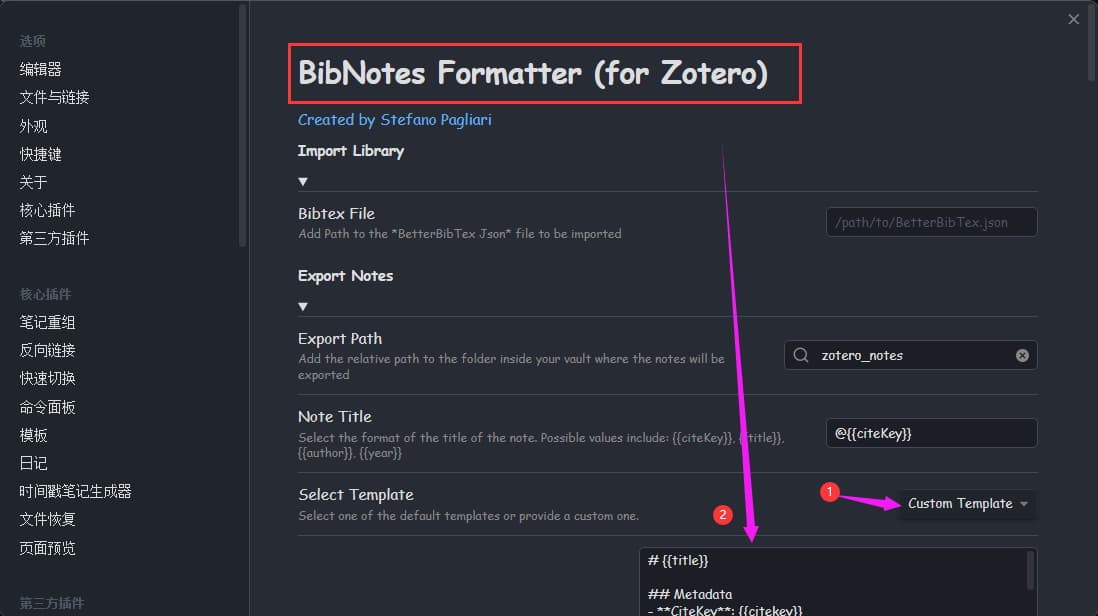 选项
编辑器
文件与链接
外观
快捷键
关于
核心插件
第三方插件
核心插件
笔记重组
反向链接
快速切换
命令面板
模板
日记
时间戳笔记生成器
文件恢复
页面预览
第三方插件
BibNotes Formatter (for Zotero)
Created by Stefano Pagliari
Import Library
Bibtex File
Add Path to the *BetterBibTex Json* file to be imported
/path/to/BetterBibTex.json
Export Notes
Export Path
Add the relative path to the folder inside your vault where the notes will be
exported
zotero_notes
Note Title
Select the format of the title of the note. Possible values include: {{citeKey}}, {{title}},
{{author}}, {{year}}
@{{citeKey}}
Select Template
Select one of the default templates or provide a custom one.
1
Custom Template
2
# {{title}}
## Metadata
- **CiteKey**: {{citekey}}